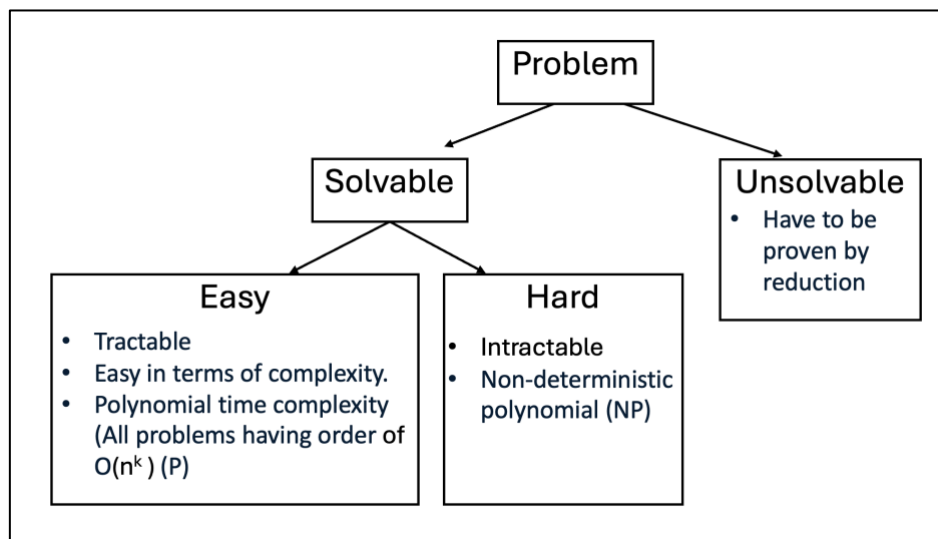 Problem
Solvable
Unsolvable
• Have to be
proven by
reduction
Easy
• Tractable
• Easy in terms of complexity.
• Polynomial time complexity
(All problems having order of
O(nᵏ ) (P)
Hard
• Intractable
• Non-deterministic
polynomial (NP)